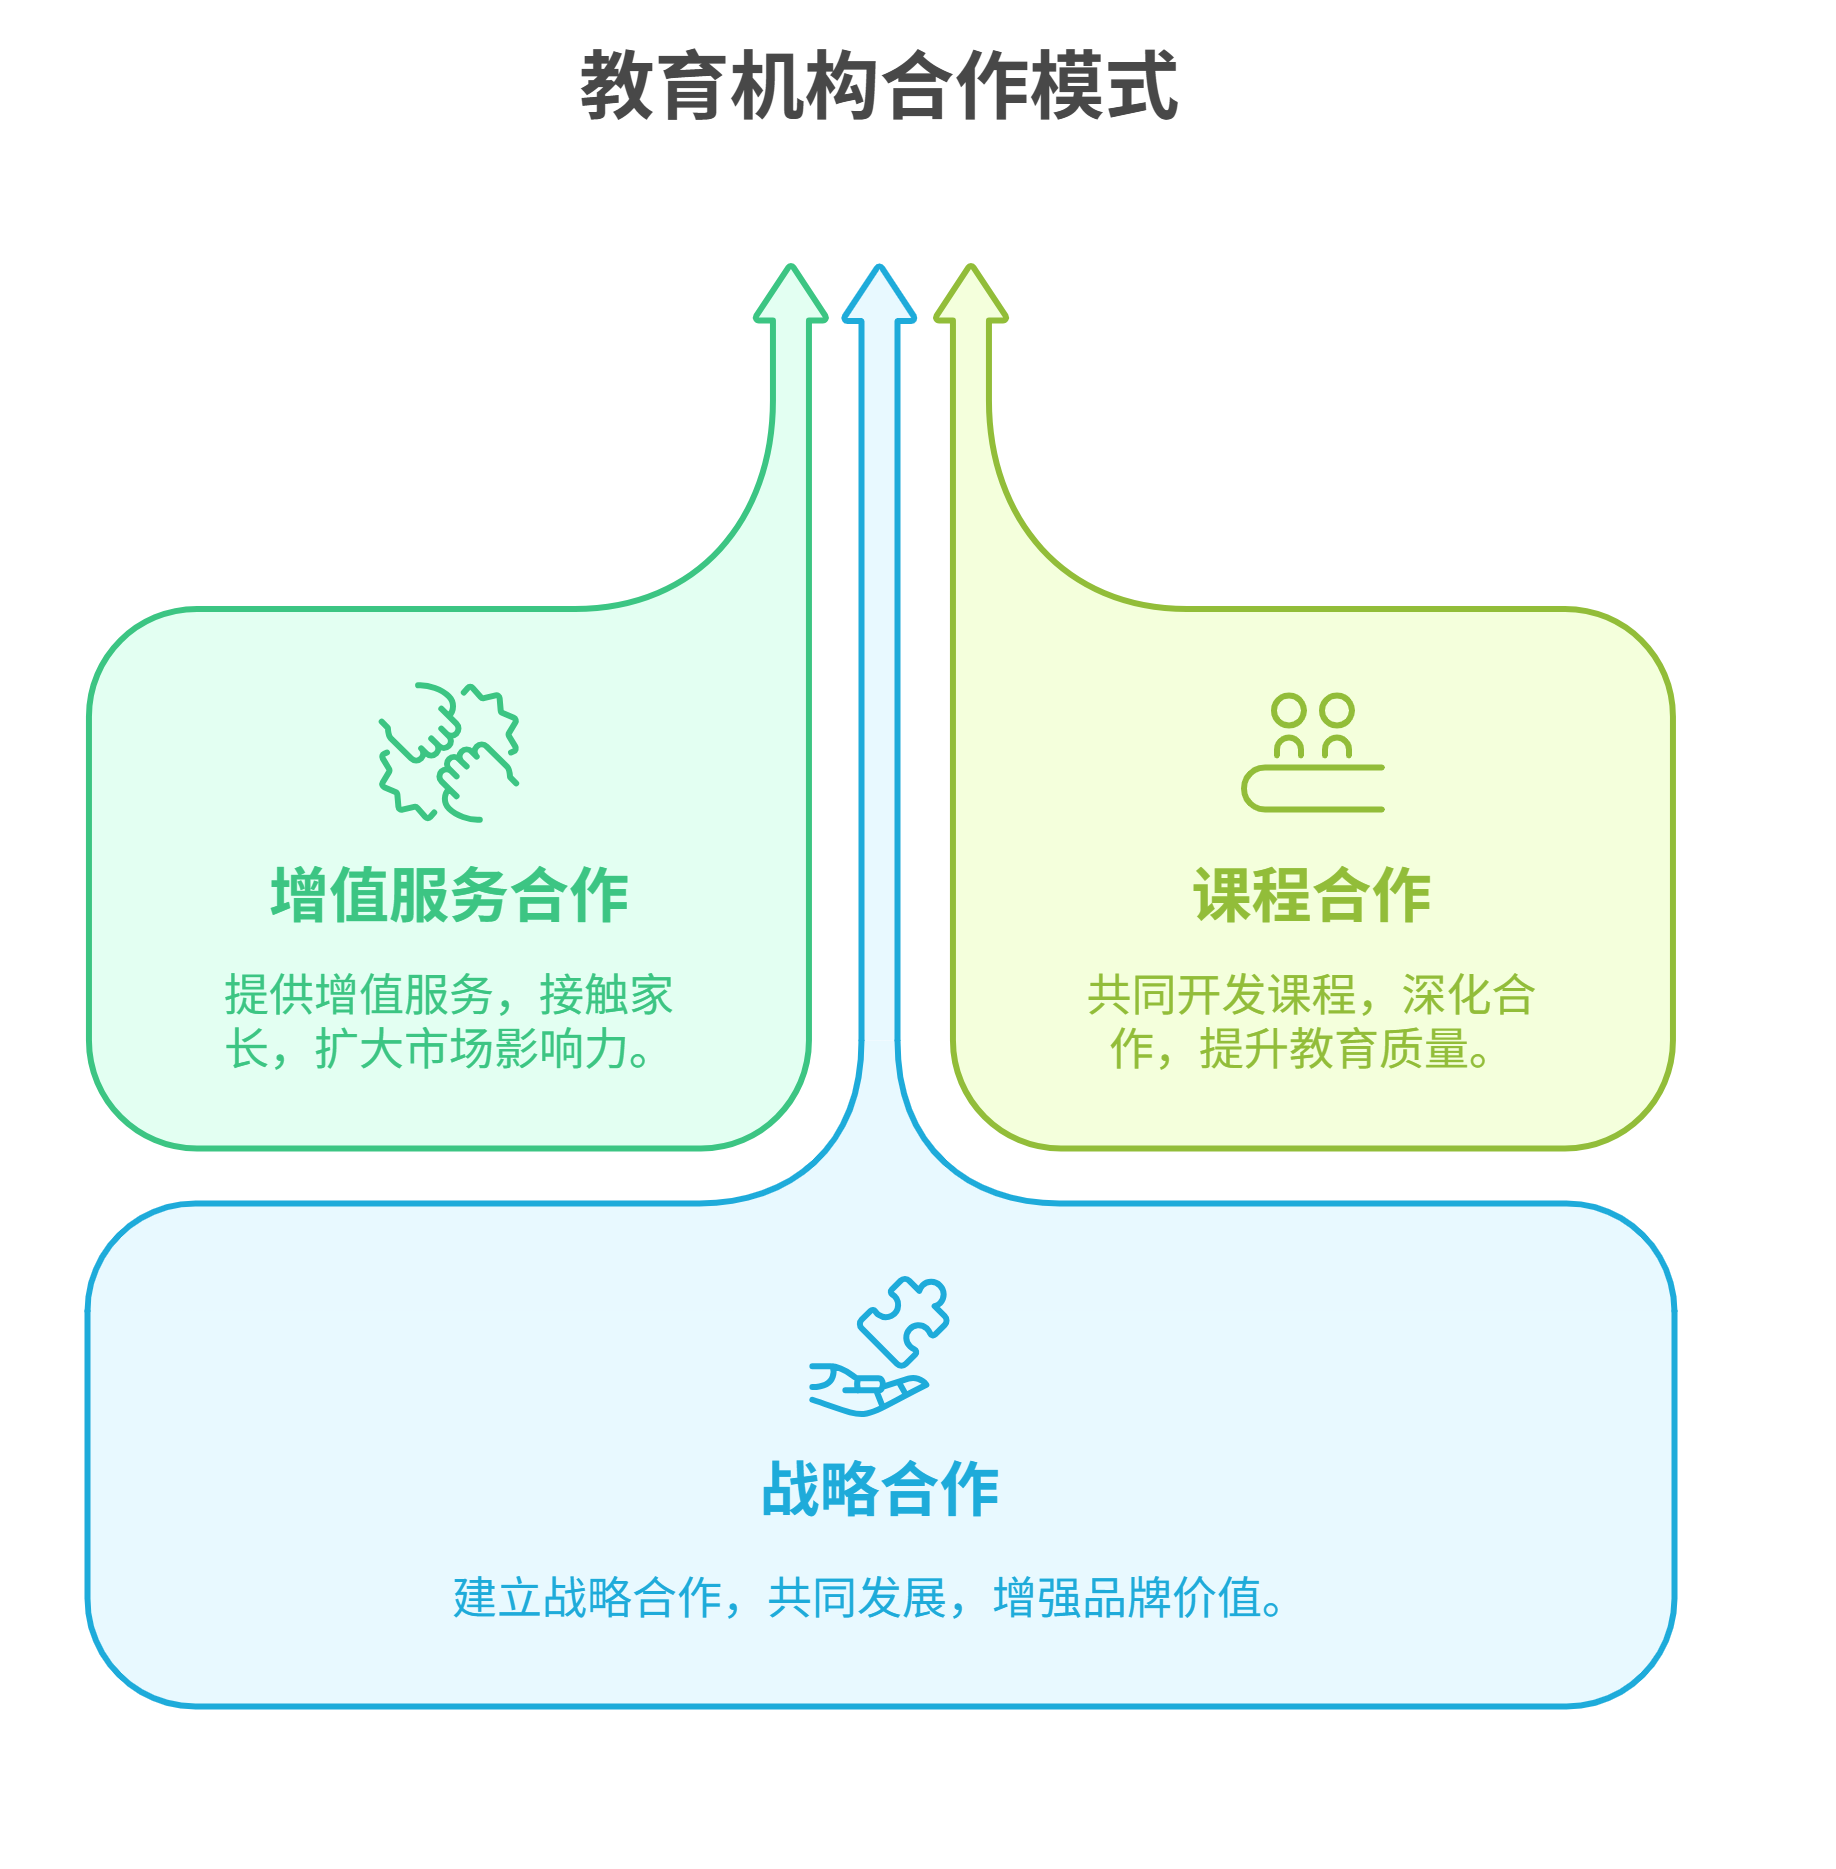 教育机构合作模式
增值服务合作
提供增值服务，接触家
长，扩大市场影响力。
课程合作
共同开发课程，深化合
作，提升教育质量。
战略合作
建立战略合作，共同发展，增强品牌价值。